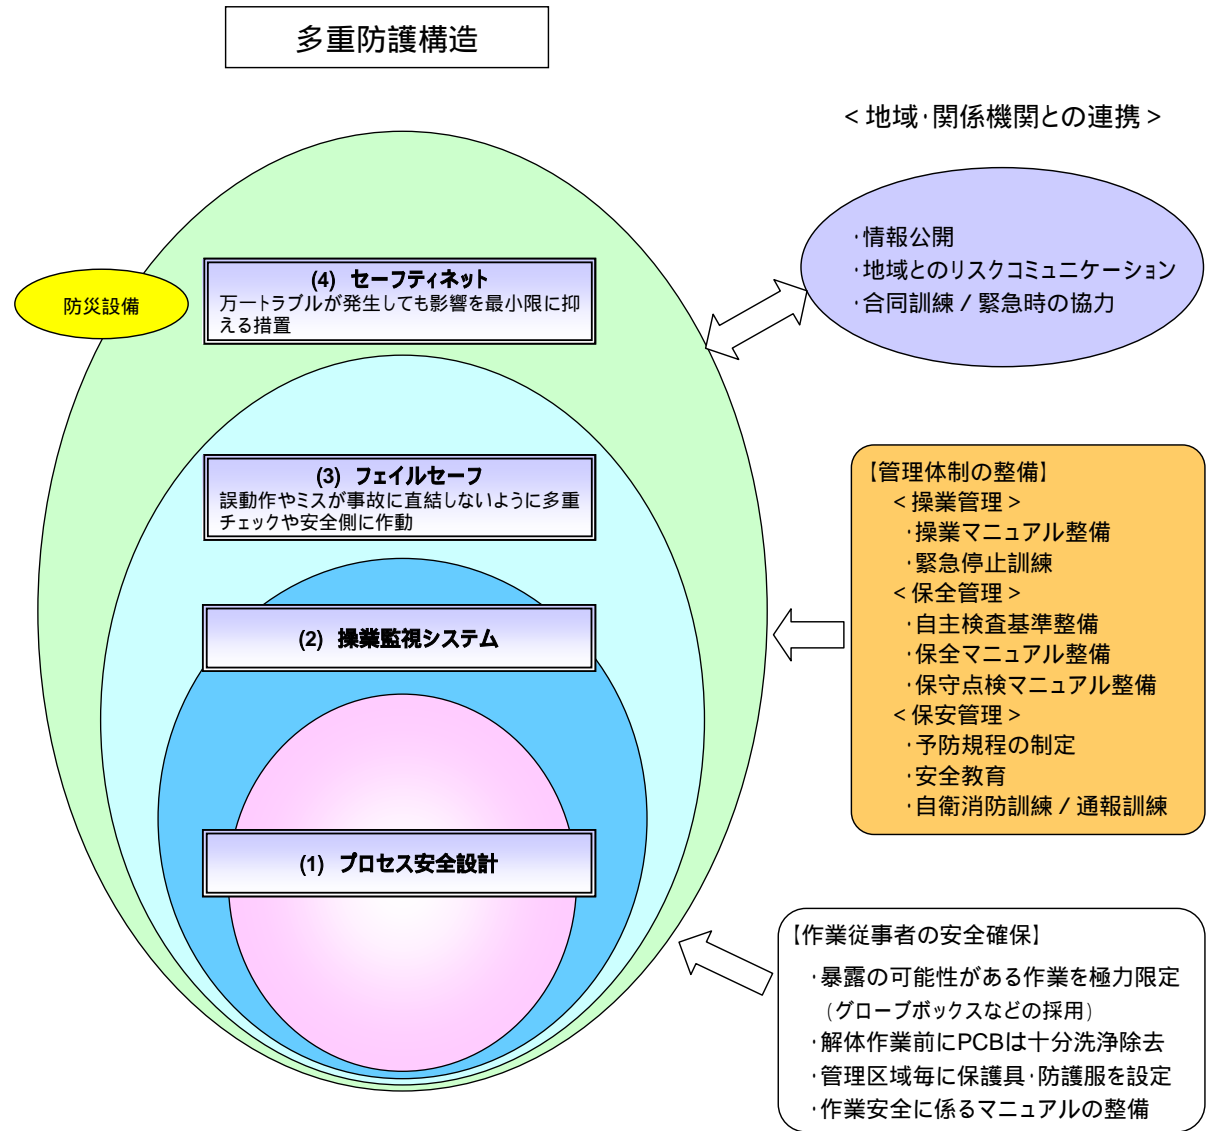 多重防護構造
<地域・関係機関との連携>
・情報公開
・地域とのリスクコミュニケーション
・合同訓練/緊急時の協力
防災設備
(4) セーフティネット
万一トラブルが発生しても影響を最小限に抑
える措置
(3) フェイルセーフ
誤動作やミスが事故に直結しないように多重
チェックや安全側に作動
(2) 操業監視システム
(1) プロセス安全設計
【管理体制の整備】
<操業管理>
・操業マニュアル整備
・緊急停止訓練
<保全管理>
・自主検査基準整備
・保全マニュアル整備
・保守点検マニュアル整備
<保安管理>
・予防規程の制定
・安全教育
・自衛消防訓練/通報訓練
【作業従事者の安全確保】
・暴露の可能性がある作業を極力限定
(グローブボックスなどの採用)
・解体作業前にPCBは十分洗浄除去
・管理区域毎に保護具・防護服を設定
・作業安全に係るマニュアルの整備